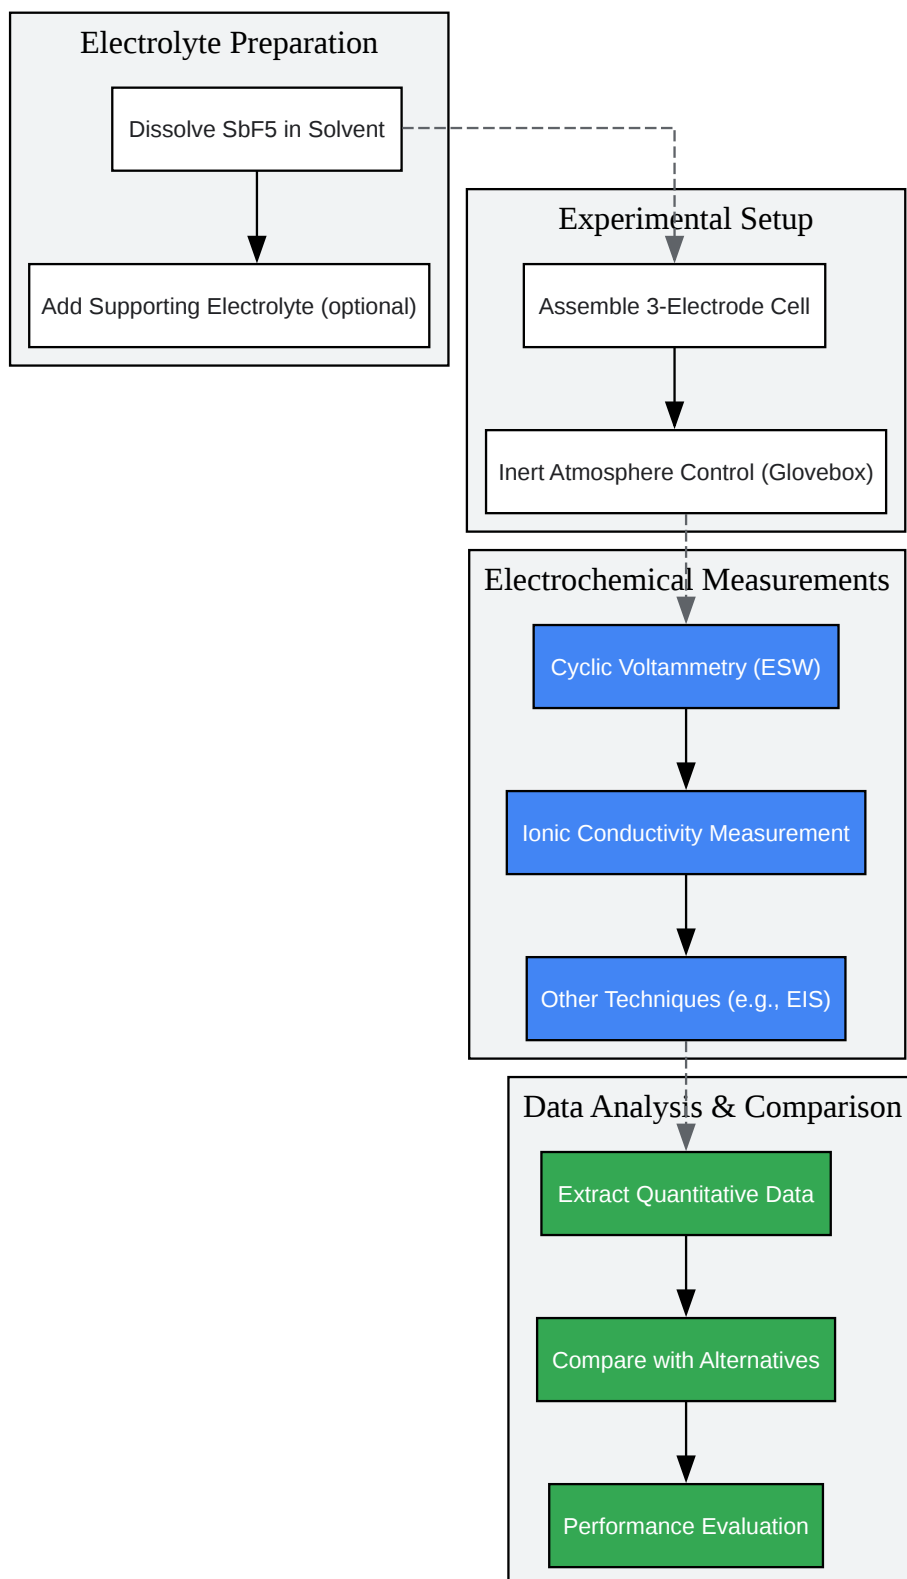 Electrolyte Preparation
Dissolve SbF5 in Solvent
Add Supporting Electrolyte (optional)
Experimental Setup
Assemble 3-Electrode Cell
Inert Atmosphere Control (Glovebox)
Electrochemical Measurements
Cyclic Voltammetry (ESW)
Ionic Conductivity Measurement
Other Techniques (e.g., EIS)
Data Analysis & Comparison
Extract Quantitative Data
Compare with Alternatives
Performance Evaluation